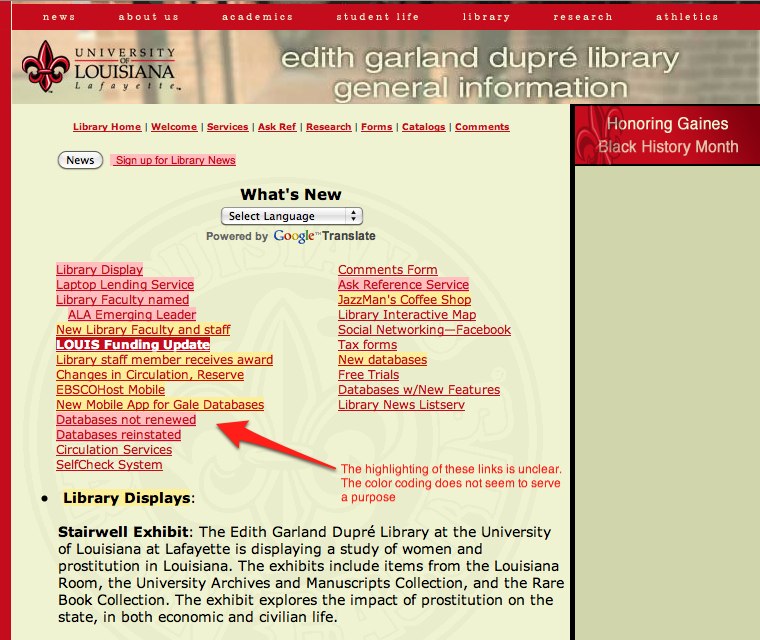 news about us academics student life library research athletics
UNIVERSITY
OF
LOUISIANA
Lafayette™
edith garland dupré library
general information
Library Home | Welcome | Services | Ask Ref | Research | Forms | Catalogs | Comments
Honoring Gaines
Black History Month
News Sign up for Library News
What's New
Select Language
Powered by Google™ Translate
Library Display
Laptop Lending Service
Library Faculty named
ALA Emerging Leader
New Library Faculty and staff
LOUIS Funding Update
Library staff member receives award
Changes in Circulation, Reserve
EBSCOHost Mobile
New Mobile App for Gale Databases
Databases not renewed
Databases reinstated
Circulation Services
SelfCheck System
Comments Form
Ask Reference Service
JazzMan's Coffee Shop
Library Interactive Map
Social Networking—Facebook
Tax forms
New databases
Free Trials
Databases w/New Features
Library News Listserv
The highlighting of these links is unclear.
The color coding does not seem to serve
a purpose
• Library Displays:
Stairwell Exhibit: The Edith Garland Dupré Library at the University
of Louisiana at Lafayette is displaying a study of women and
prostitution in Louisiana. The exhibits include items from the Louisiana
Room, the University Archives and Manuscripts Collection, and the Rare
Book Collection. The exhibit explores the impact of prostitution on the
state, in both economic and civilian life.